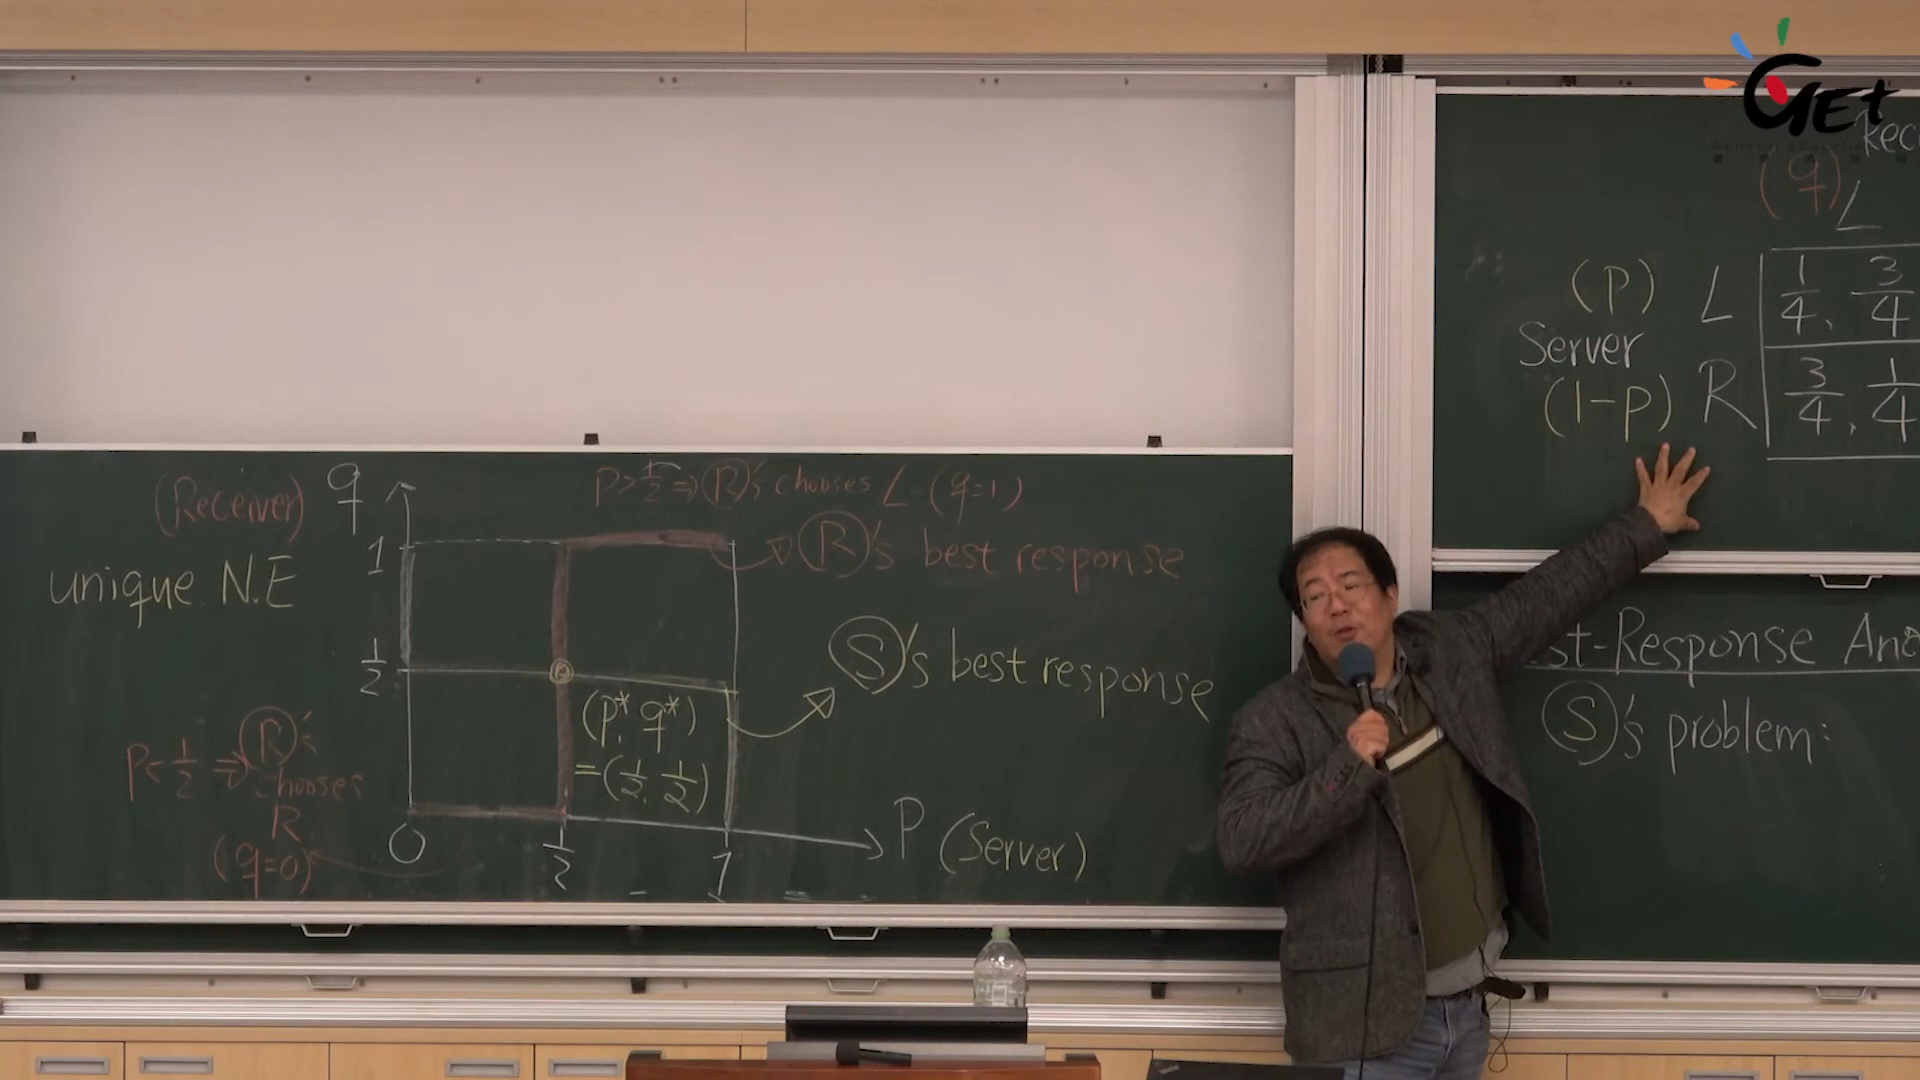 (Receiver) q
p>1/2 ⇒ (R)'s chooses L (q=1)
1
(R)'s best response
unique N.E
1/2
(S)'s best response
(p*, q*)
=(1/2, 1/2)
p<1/2 ⇒ (R)'s
chooses
R
(q=0)
0
1/2
1
P (Server)
GEt
Rec
(q) L
(P) L 1/4, 3/4
Server
(1-p) R 3/4, 1/4
st-Response Ana
(S)'s problem: